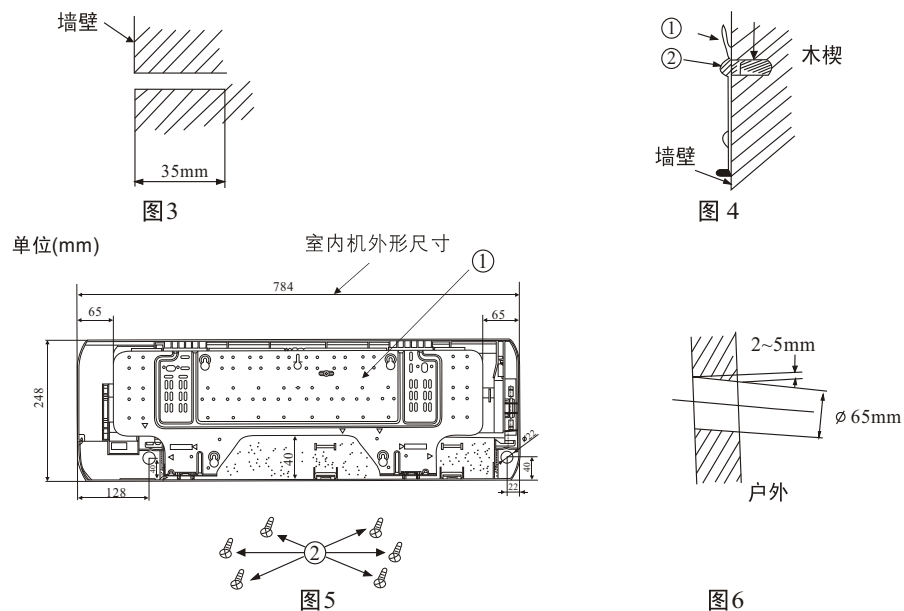 墙壁
35mm
图3
①
②
木楔
墙壁
图 4
单位(mm)
室内机外形尺寸
①
784
65
65
248
40
40
128
22
40
②
图5
2~5mm
ϕ 65mm
户外
图6